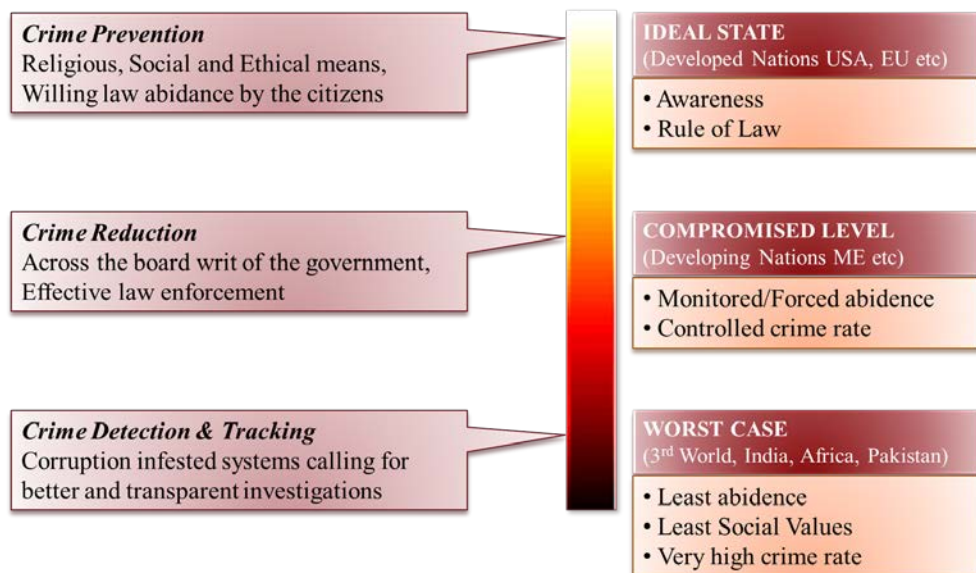 Crime Prevention
Religious, Social and Ethical means,
Willing law abidance by the citizens
IDEAL STATE
(Developed Nations USA, EU etc)
• Awareness
• Rule of Law
Crime Reduction
Across the board writ of the government,
Effective law enforcement
COMPROMISED LEVEL
(Developing Nations ME etc)
• Monitored/Forced abidence
• Controlled crime rate
Crime Detection & Tracking
Corruption infested systems calling for
better and transparent investigations
WORST CASE
(3rd World, India, Africa, Pakistan)
• Least abidence
• Least Social Values
• Very high crime rate